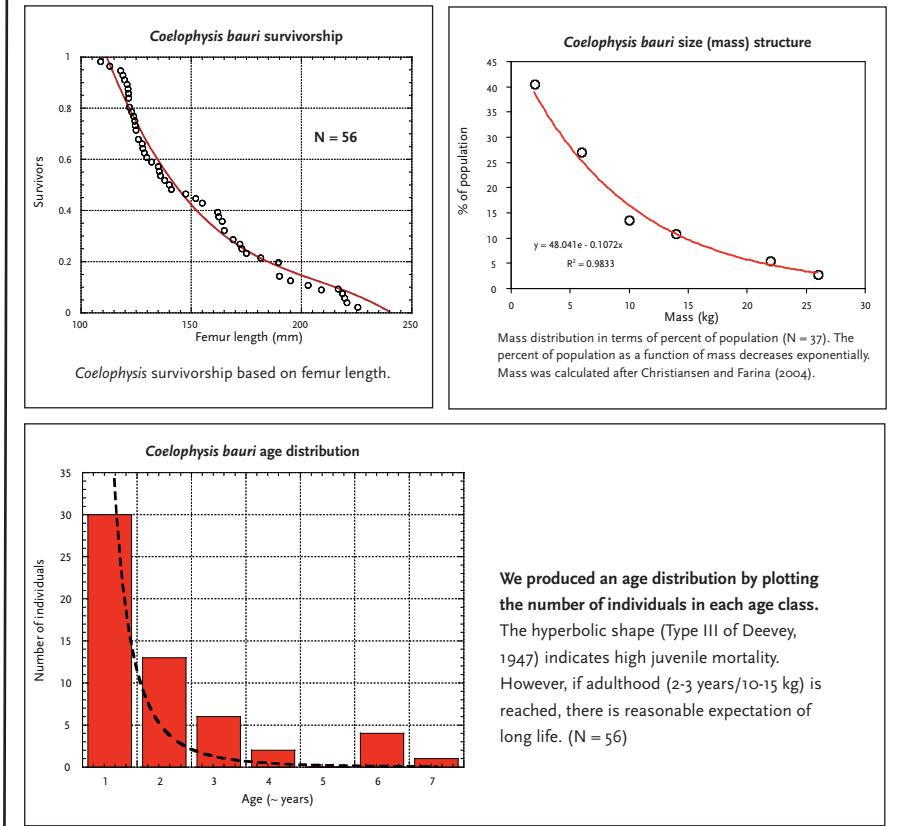 Coelophysis bauri survivorship
1
0.8
0.6
0.4
0.2
0
Survivors
N = 56
100
150
200
250
Femur length (mm)
Coelophysis survivorship based on femur length.
Coelophysis bauri size (mass) structure
45
40
35
30
25
20
15
10
5
0
% of population
y = 48.041e - 0.1072x
R² = 0.9833
0
5
10
15
20
25
30
Mass (kg)
Mass distribution in terms of percent of population (N = 37). The
percent of population as a function of mass decreases exponentially.
Mass was calculated after Christiansen and Farina (2004).
Coelophysis bauri age distribution
35
30
25
20
15
10
5
0
Number of individuals
1
2
3
4
5
6
7
Age (~ years)
We produced an age distribution by plotting
the number of individuals in each age class.
The hyperbolic shape (Type III of Deevey,
1947) indicates high juvenile mortality.
However, if adulthood (2-3 years/10-15 kg) is
reached, there is reasonable expectation of
long life. (N = 56)